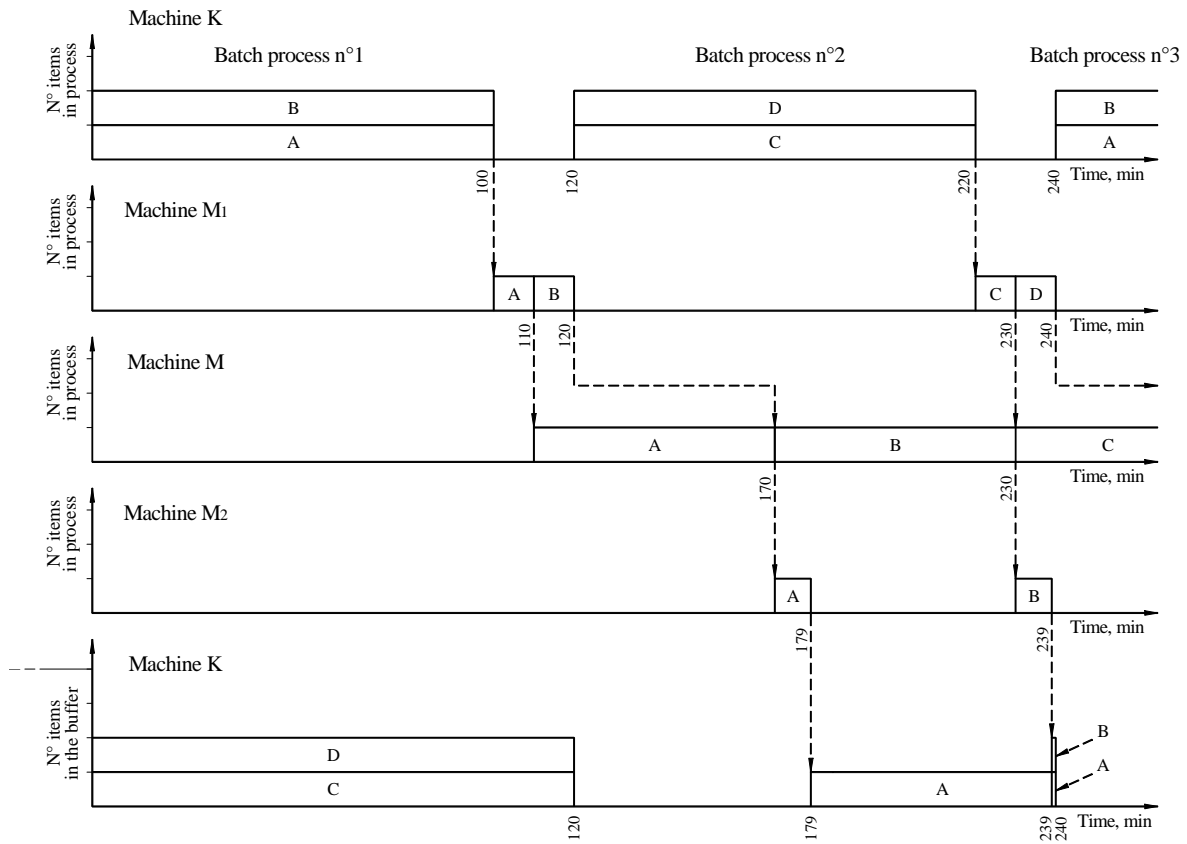 Machine K
N° items
in process
Batch process n°1
Batch process n°2
Batch process n°3
B
D
B
A
C
A
100
120
220
240
Time, min
Machine M1
N° items
in process
A
B
C
D
110
120
230
240
Time, min
Machine M
N° items
in process
A
B
C
170
230
Time, min
Machine M2
N° items
in process
A
B
179
239
Time, min
Machine K
N° items
in the buffer
D
C
A
B
A
120
179
239
240
Time, min